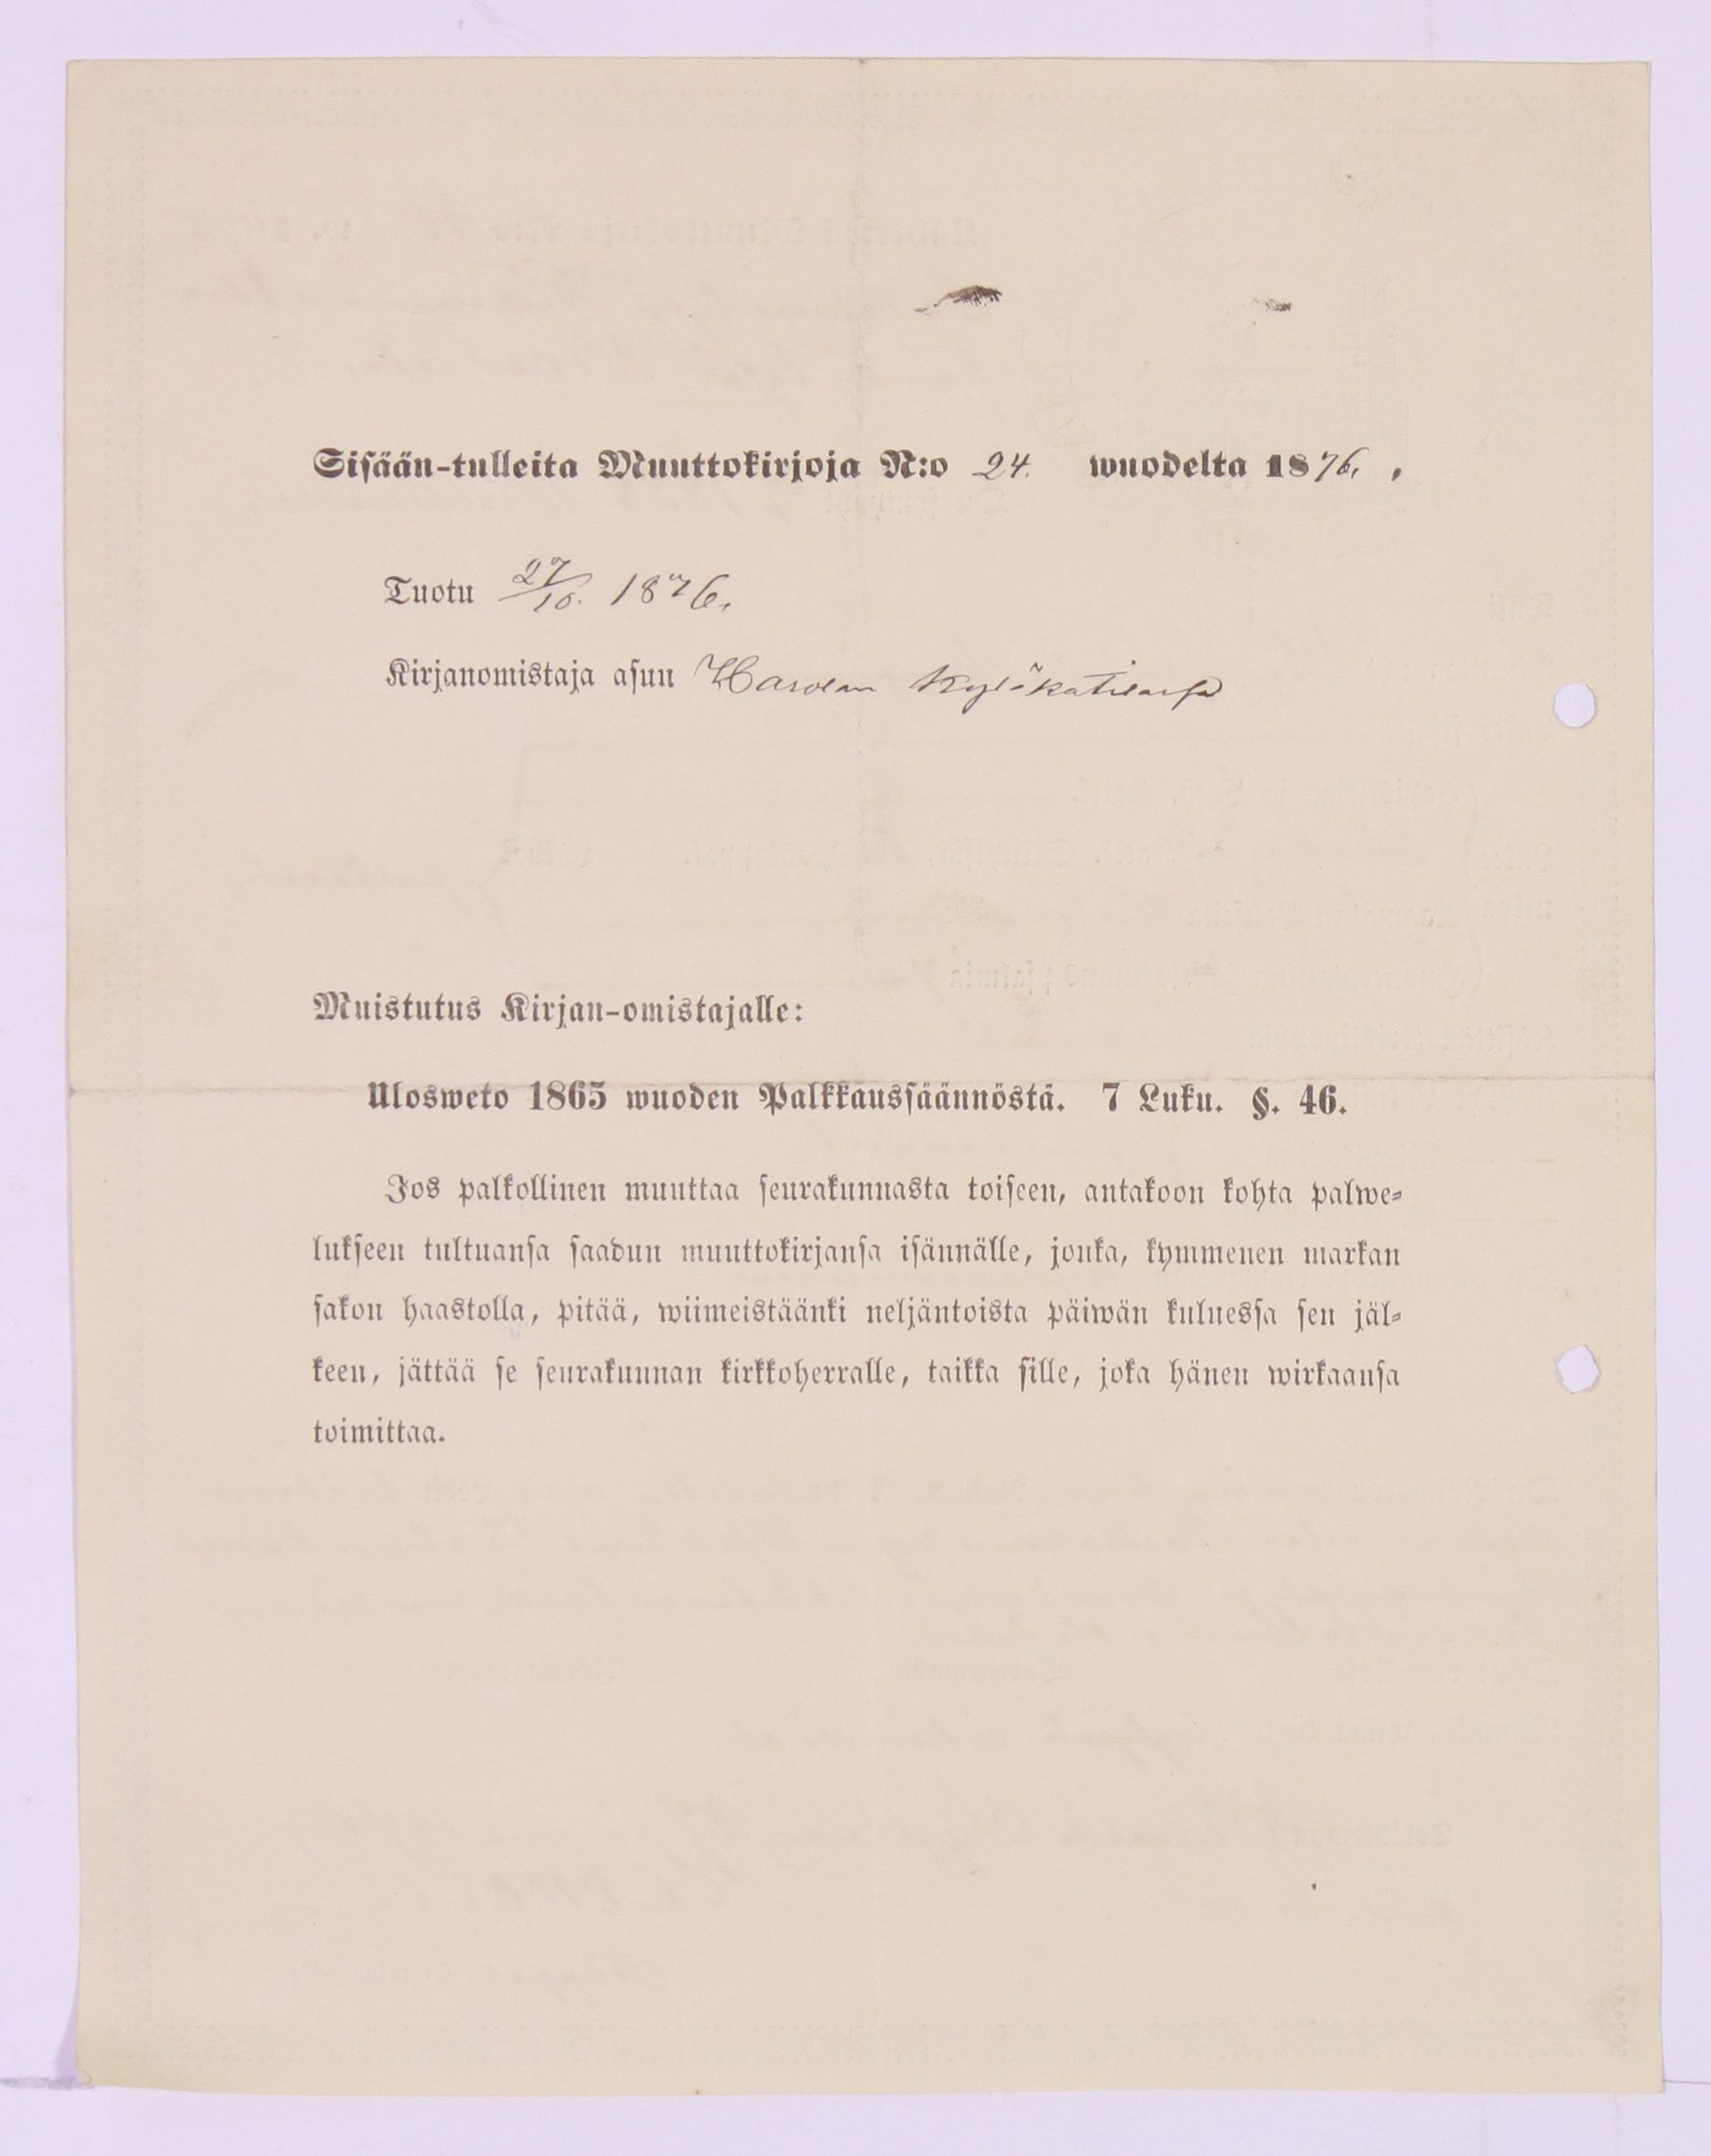 Sisään-tulleita Muuttokirjoja N:o 24. wuodelta 1876.
Tuotu 27/10. 1876.
Kirjanomistaja asuu
Muistutus Kirjan-omistajalle:
Ulosweto 1865 wuoden Palkkaussäännöstä. 7 Luku. §. 46.
Jos palkollinen muuttaa seurakunnasta toiseen, antakoon kohta palwe-
lukseen tultuansa saadun muuttokirjansa isännälle, jonka, kymmenen markan
sakon haastolla, pitää, wiimeistäänki neljäntoista päiwän kuluessa sen jäl-
keen, jättää se seurakunnan kirkkoherralle, taikka sille, joka hänen wirkaansa
toimittaa.